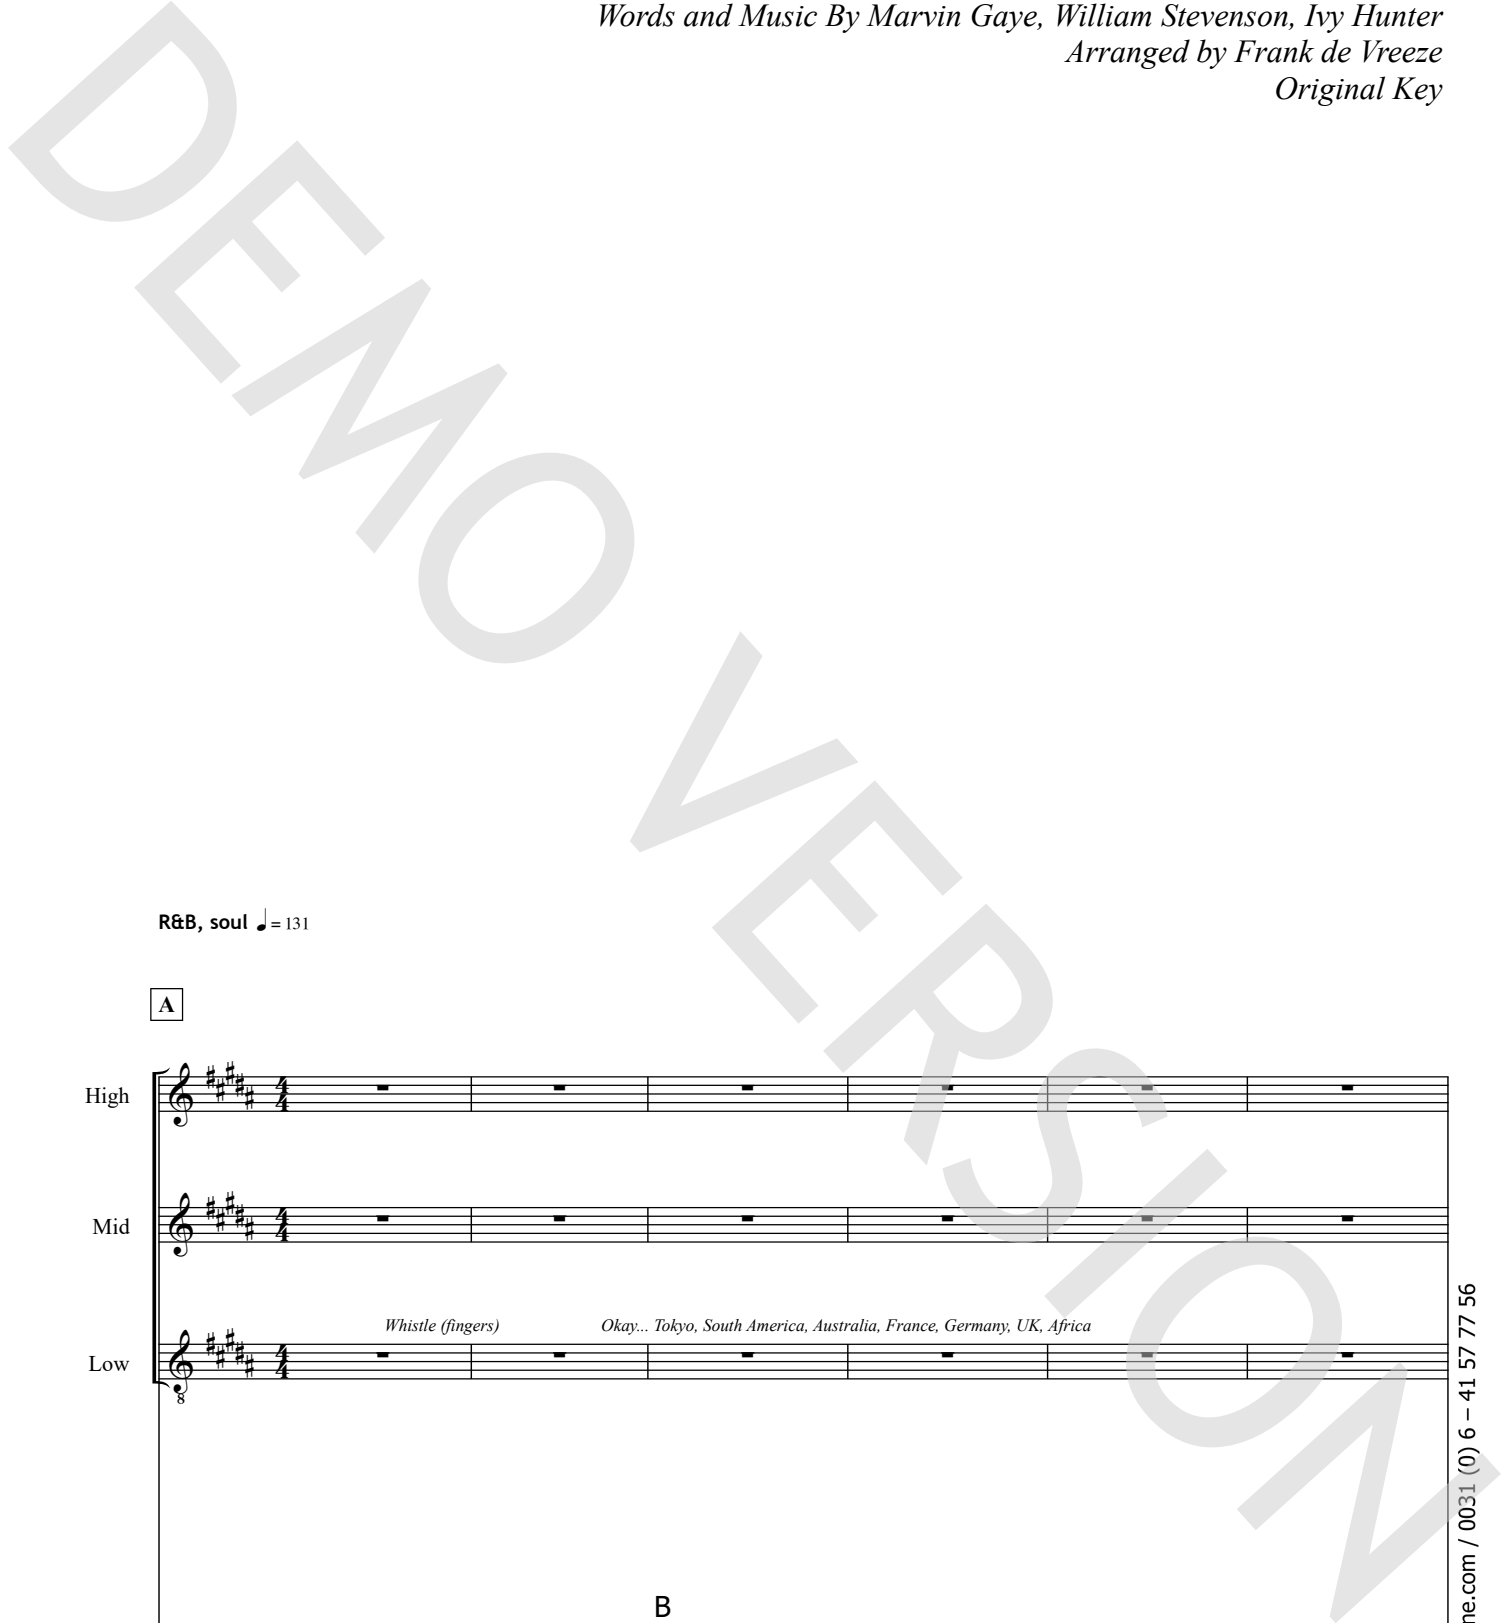 Words and Music By Marvin Gaye, William Stevenson, Ivy Hunter
Arranged by Frank de Vreeze
Original Key
DEMO VERSION
R&B, soul ♩ = 131
A
High
Mid
Whistle (fingers) Okay... Tokyo, South America, Australia, France, Germany, UK, Africa
Low
8
B
ne.com / 0031 (0) 6 – 41 57 77 56